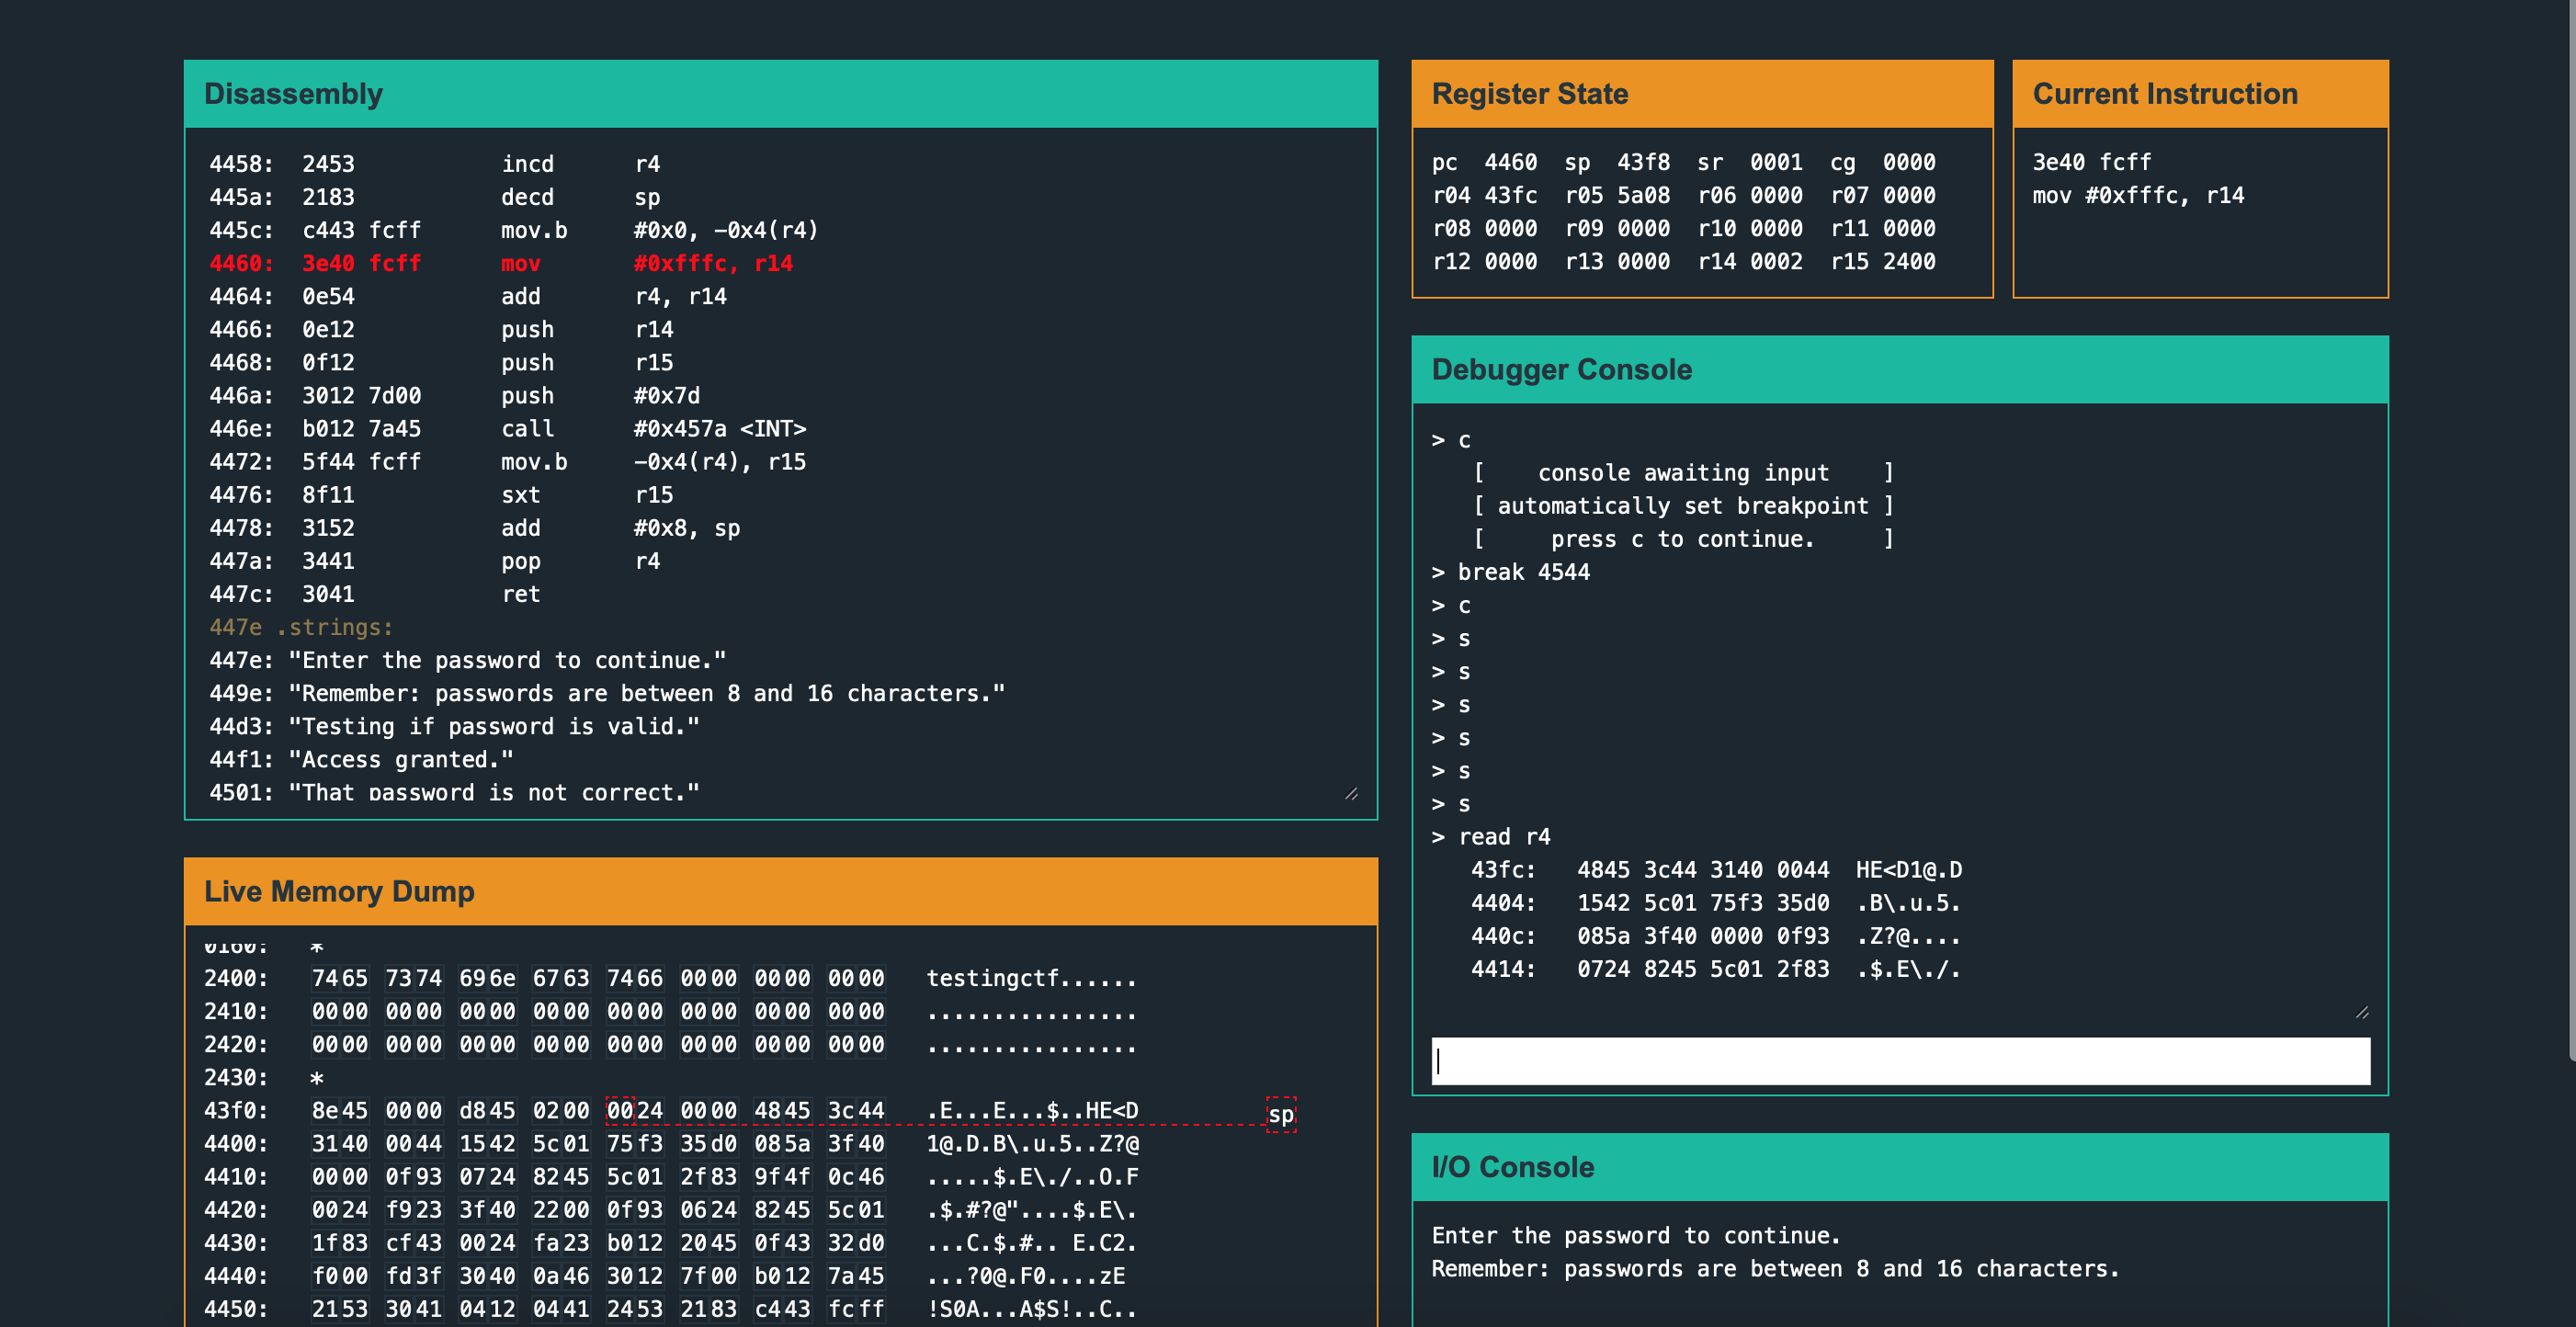 Disassembly
4458: 2453 incd r4
445a: 2183 decd sp
445c: c443 fcff mov.b #0x0, -0x4(r4)
4460: 3e40 fcff mov #0xfffc, r14
4464: 0e54 add r4, r14
4466: 0e12 push r14
4468: 0f12 push r15
446a: 3012 7d00 push #0x7d
446e: b012 7a45 call #0x457a <INT>
4472: 5f44 fcff mov.b -0x4(r4), r15
4476: 8f11 sxt r15
4478: 3152 add #0x8, sp
447a: 3441 pop r4
447c: 3041 ret
447e .strings:
447e: "Enter the password to continue."
449e: "Remember: passwords are between 8 and 16 characters."
44d3: "Testing if password is valid."
44f1: "Access granted."
4501: "That password is not correct."
Live Memory Dump
0160: *
2400: 7465 7374 696e 6763 7466 0000 0000 0000 testingctf......
2410: 0000 0000 0000 0000 0000 0000 0000 0000 ................
2420: 0000 0000 0000 0000 0000 0000 0000 0000 ................
2430: *
43f0: 8e45 0000 d845 0200 0024 0000 4845 3c44 .E...E...$..HE<D sp
4400: 3140 0044 1542 5c01 75f3 35d0 085a 3f40 1@.D.B\.u.5..Z?@
4410: 0000 0f93 0724 8245 5c01 2f83 9f4f 0c46 .....$.E\./..O.F
4420: 0024 f923 3f40 2200 0f93 0624 8245 5c01 .$.#?@"....$.E\.
4430: 1f83 cf43 0024 fa23 b012 2045 0f43 32d0 ...C.$.#.. E.C2.
4440: f000 fd3f 3040 0a46 3012 7f00 b012 7a45 ...?0@.F0....zE
4450: 2153 3041 0412 0441 2453 2183 c443 fcff !S0A...A$S!..C..
Register State
pc 4460 sp 43f8 sr 0001 cg 0000
r04 43fc r05 5a08 r06 0000 r07 0000
r08 0000 r09 0000 r10 0000 r11 0000
r12 0000 r13 0000 r14 0002 r15 2400
Current Instruction
3e40 fcff
mov #0xfffc, r14
Debugger Console
> c
[ console awaiting input ]
[ automatically set breakpoint ]
[ press c to continue. ]
> break 4544
> c
> s
> s
> s
> s
> s
> s
> read r4
43fc: 4845 3c44 3140 0044 HE<D1@.D
4404: 1542 5c01 75f3 35d0 .B\.u.5.
440c: 085a 3f40 0000 0f93 .Z?@....
4414: 0724 8245 5c01 2f83 .$.E\./.
I/O Console
Enter the password to continue.
Remember: passwords are between 8 and 16 characters.